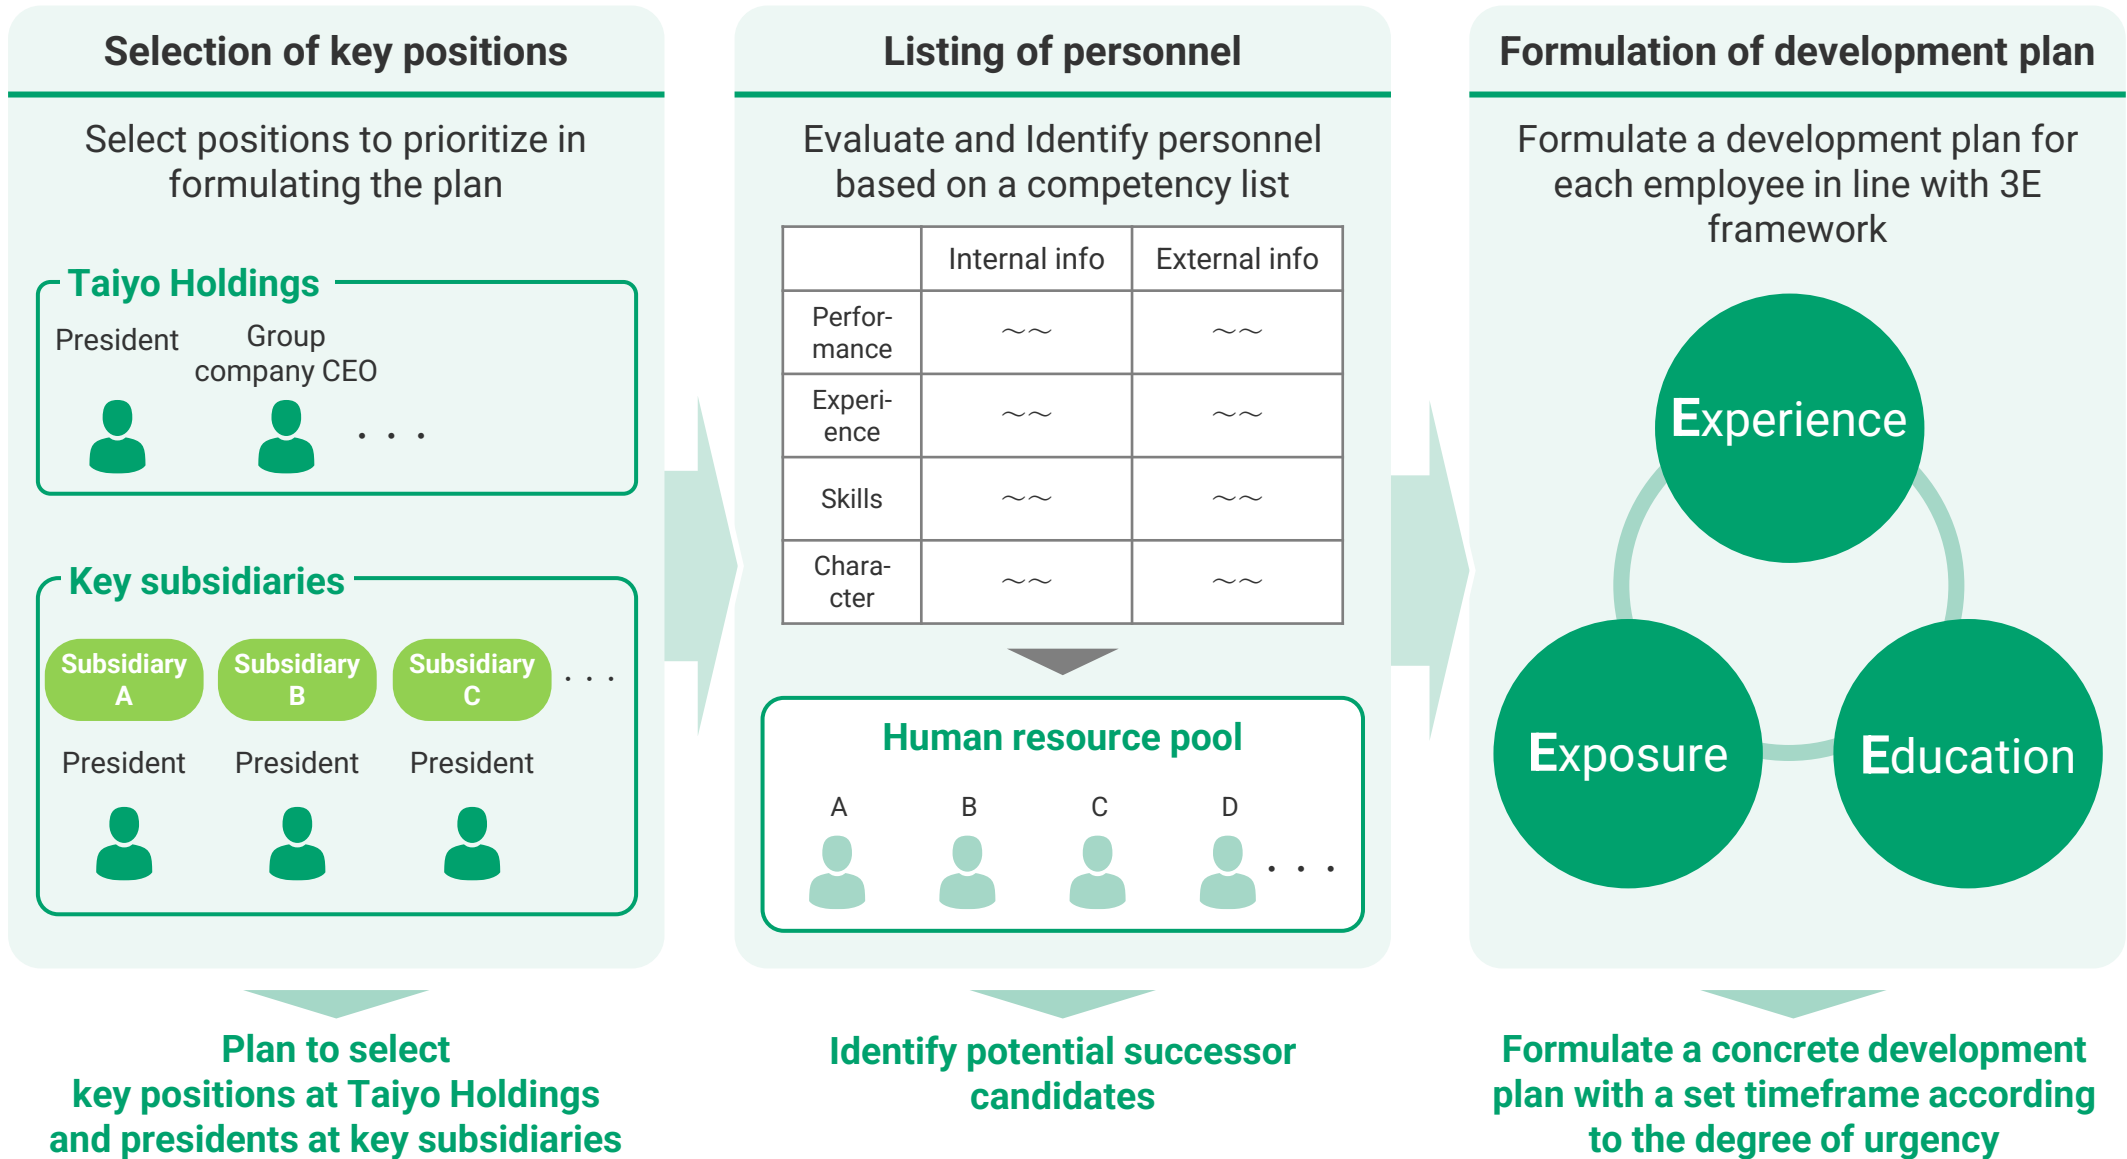 Selection of key positions
Select positions to prioritize in
formulating the plan
Taiyo Holdings
President
Group
company CEO
・・・
Key subsidiaries
Subsidiary
A
Subsidiary
B
Subsidiary
C
・・・
President
President
President
Plan to select
key positions at Taiyo Holdings
and presidents at key subsidiaries
Listing of personnel
Evaluate and Identify personnel
based on a competency list
Internal info
External info
Perfor-
mance
～～
～～
Experi-
ence
～～
～～
Skills
～～
～～
Chara-
cter
～～
～～
Human resource pool
A
B
C
D
・・・
Identify potential successor
candidates
Formulation of development plan
Formulate a development plan for
each employee in line with 3E
framework
Experience
Exposure
Education
Formulate a concrete development
plan with a set timeframe according
to the degree of urgency